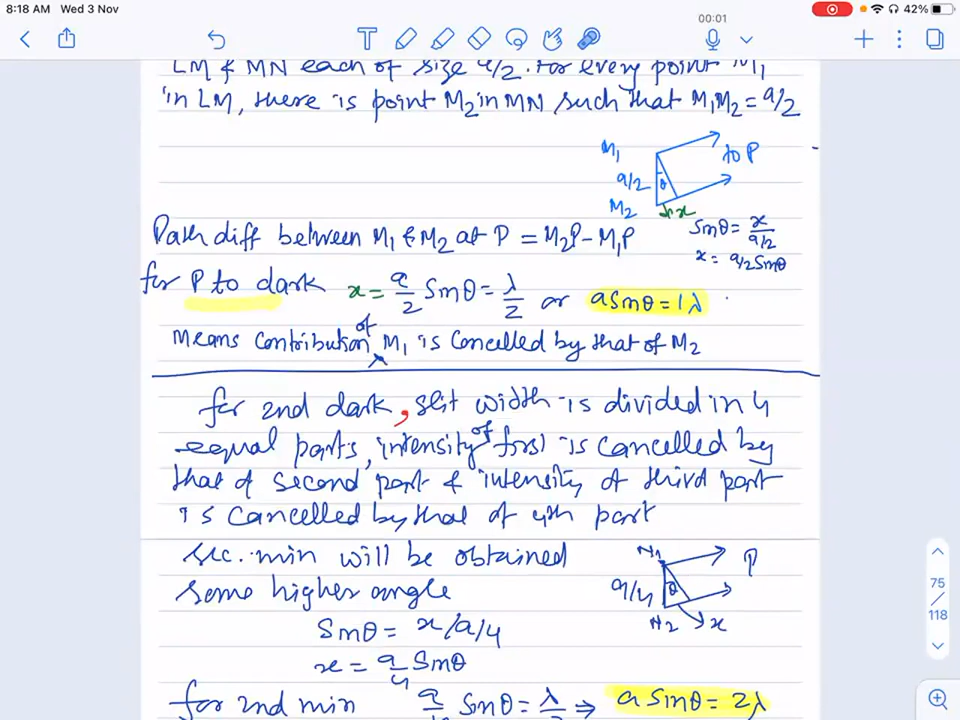 8:18 AM Wed 3 Nov
42%
00:01
LM & MN each of size a/2. For every point M1
in LM, there is point M2 in MN such that M1M2 = a/2
M1
to P
a/2
θ
M2
x
Sinθ = x/a/2
x = a/2 Sinθ
Path diff between M1 & M2 at P = M2P - M1P
for P to dark x = a/2 Sinθ = λ/2 or a Sinθ = 1λ
of
Means contribution ^ M1 is cancelled by that of M2
for 2nd dark, slit width is divided in 4
equal parts, intensity of first is cancelled by
that of second part & intensity of third part
is cancelled by that of 4th part
sec. min will be obtained
some higher angle
N1
P
a/4
θ
N2
x
Sinθ = x/a/4
x = a/4 Sinθ
for 2nd min a/4 Sinθ = λ/2 ⇒ a Sinθ = 2λ
75
/
118